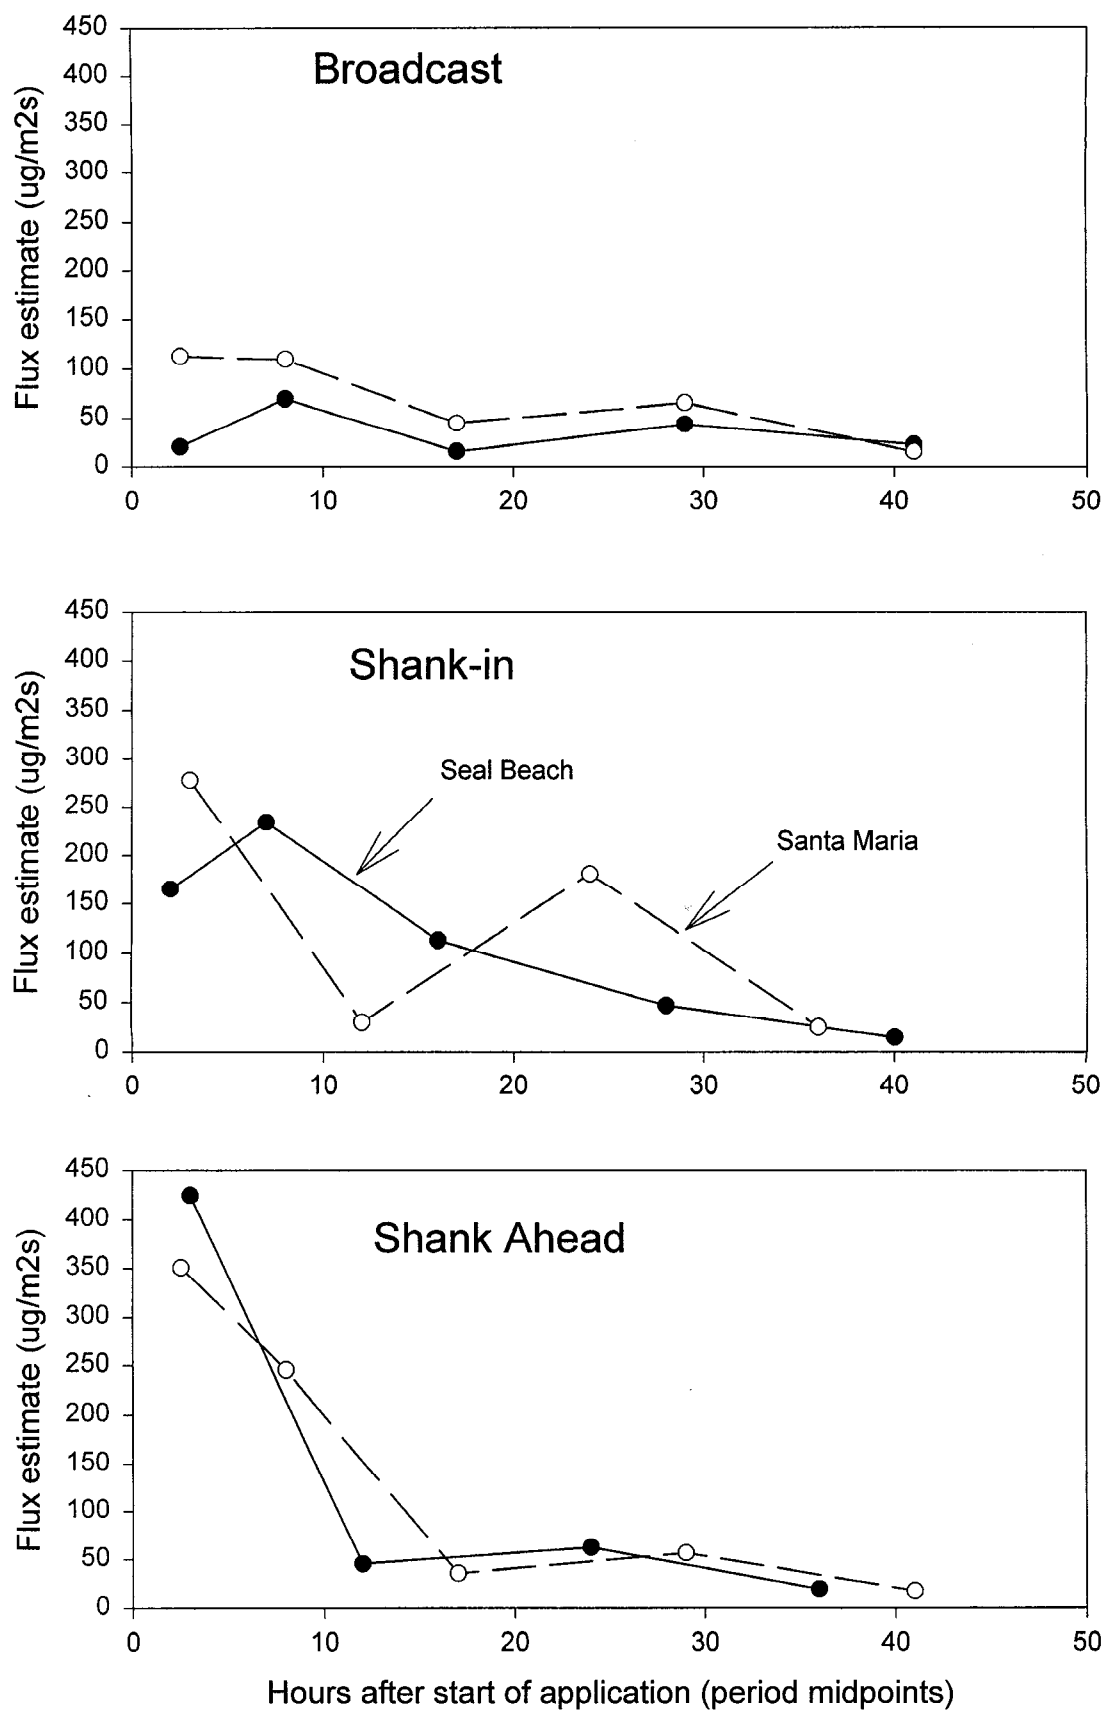 Broadcast
Flux estimate (ug/m2s)
450
400
350
300
250
200
150
100
50
0
0 10 20 30 40 50
Shank-in
Seal Beach
Santa Maria
Flux estimate (ug/m2s)
450
400
350
300
250
200
150
100
50
0
0 10 20 30 40 50
Shank Ahead
Flux estimate (ug/m2s)
450
400
350
300
250
200
150
100
50
0
0 10 20 30 40 50
Hours after start of application (period midpoints)